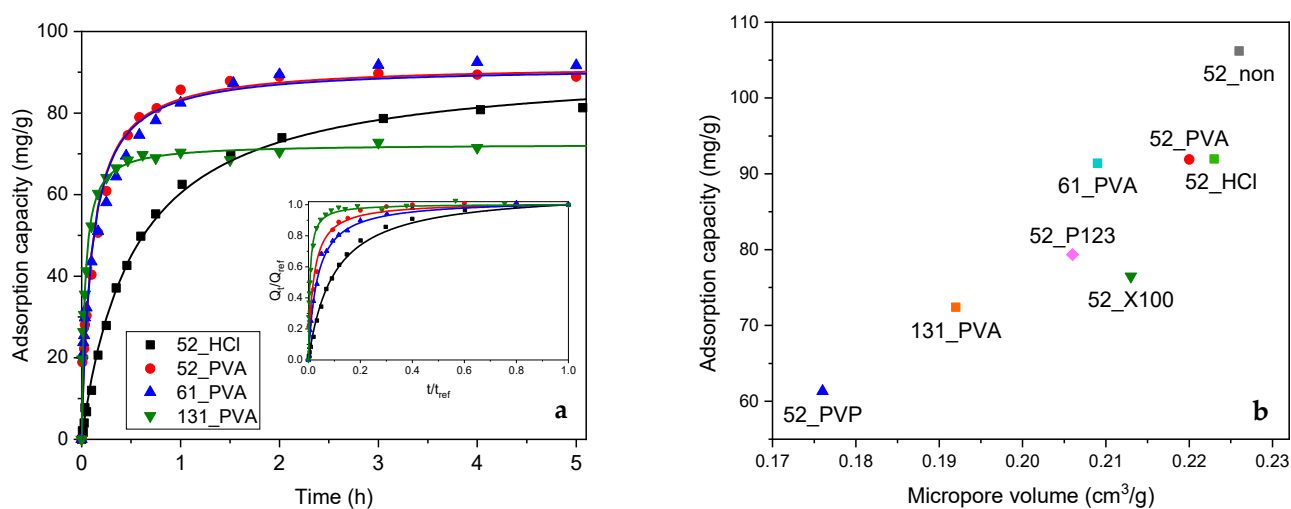 Adsorption capacity (mg/g)
100
80
60
40
20
0
0
1
2
3
4
5
Time (h)
52_HCl
52_PVA
61_PVA
131_PVA
Qt/Qref
1.0
0.8
0.6
0.4
0.2
0.0
0.0
0.2
0.4
0.6
0.8
1.0
t/tref
a
Adsorption capacity (mg/g)
110
100
90
80
70
60
0.17
0.18
0.19
0.20
0.21
0.22
0.23
Micropore volume (cm³/g)
52_non
52_PVA
52_HCl
61_PVA
52_P123
52_X100
131_PVA
52_PVP
b